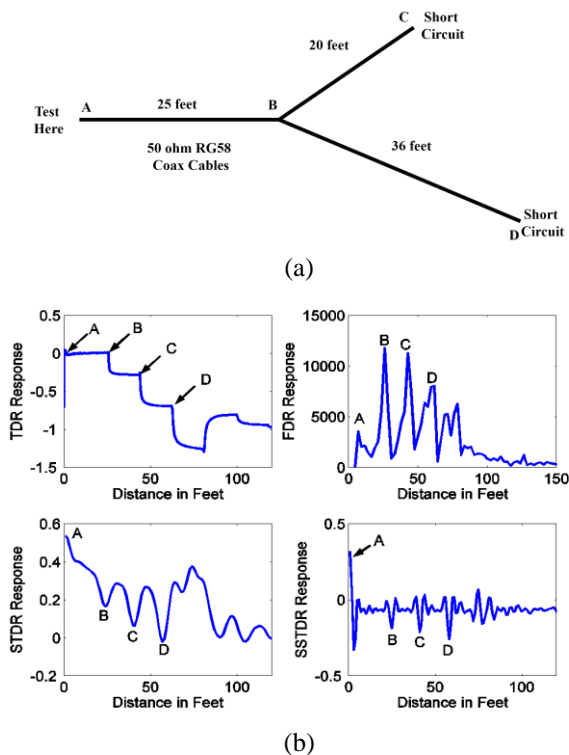 C Short
Circuit
20 feet
Test
Here
A
25 feet
B
50 ohm RG58
Coax Cables
36 feet
Short
D Circuit
(a)
0.5
0
-0.5
-1
-1.5
TDR Response
A
B
C
D
0 50 100
Distance in Feet
15000
10000
5000
0
FDR Response
A
B
C
D
0 50 100 150
Distance in Feet
0.6
0.4
0.2
0
-0.2
STDR Response
A
B
C
D
0 50 100
Distance in Feet
0.5
0
-0.5
SSTDR Response
A
B
C
D
0 50 100
Distance in Feet
(b)